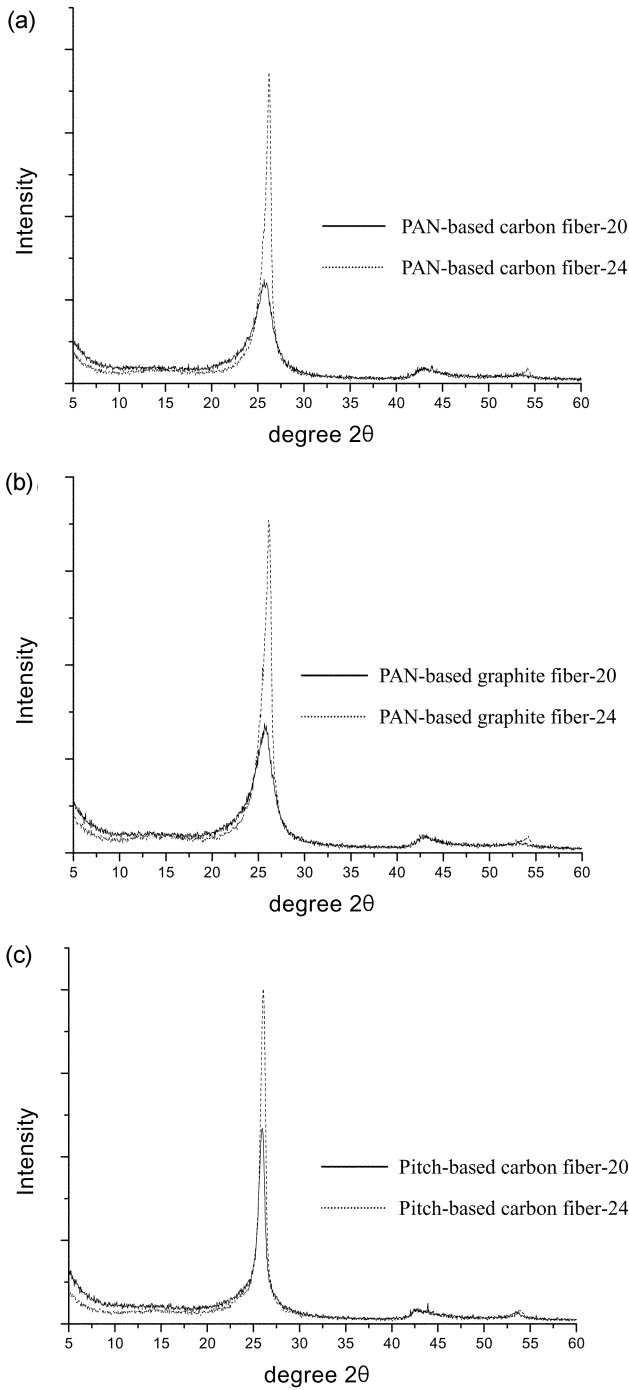 (a)
Intensity
PAN-based carbon fiber-20
PAN-based carbon fiber-24
5 10 15 20 25 30 35 40 45 50 55 60
degree 2θ
(b)
Intensity
PAN-based graphite fiber-20
PAN-based graphite fiber-24
5 10 15 20 25 30 35 40 45 50 55 60
degree 2θ
(c)
Intensity
Pitch-based carbon fiber-20
Pitch-based carbon fiber-24
5 10 15 20 25 30 35 40 45 50 55 60
degree 2θ